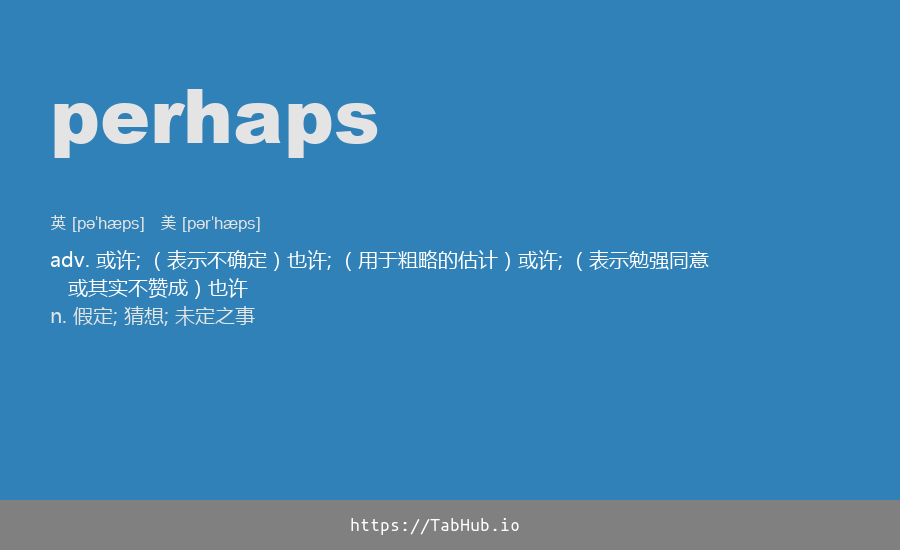 perhaps
英 [pəˈhæps] 美 [pərˈhæps]
adv. 或许; （表示不确定）也许; （用于粗略的估计）或许; （表示勉强同意
或其实不赞成）也许
n. 假定; 猜想; 未定之事
https://TabHub.io